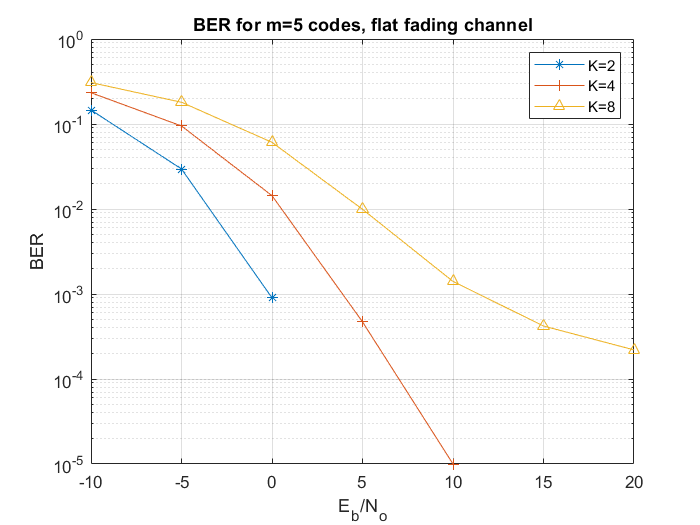 BER for m=5 codes, flat fading channel
K=2
K=4
K=8
BER
10^0
10^-1
10^-2
10^-3
10^-4
10^-5
-10 -5 0 5 10 15 20
E_b/N_o